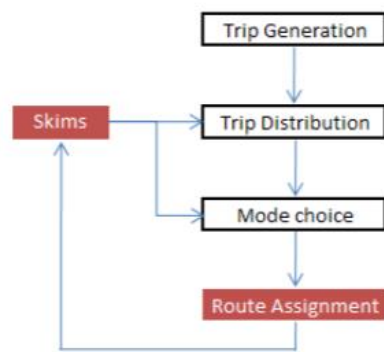 Trip Generation
Skims
Trip Distribution
Mode choice
Route Assignment